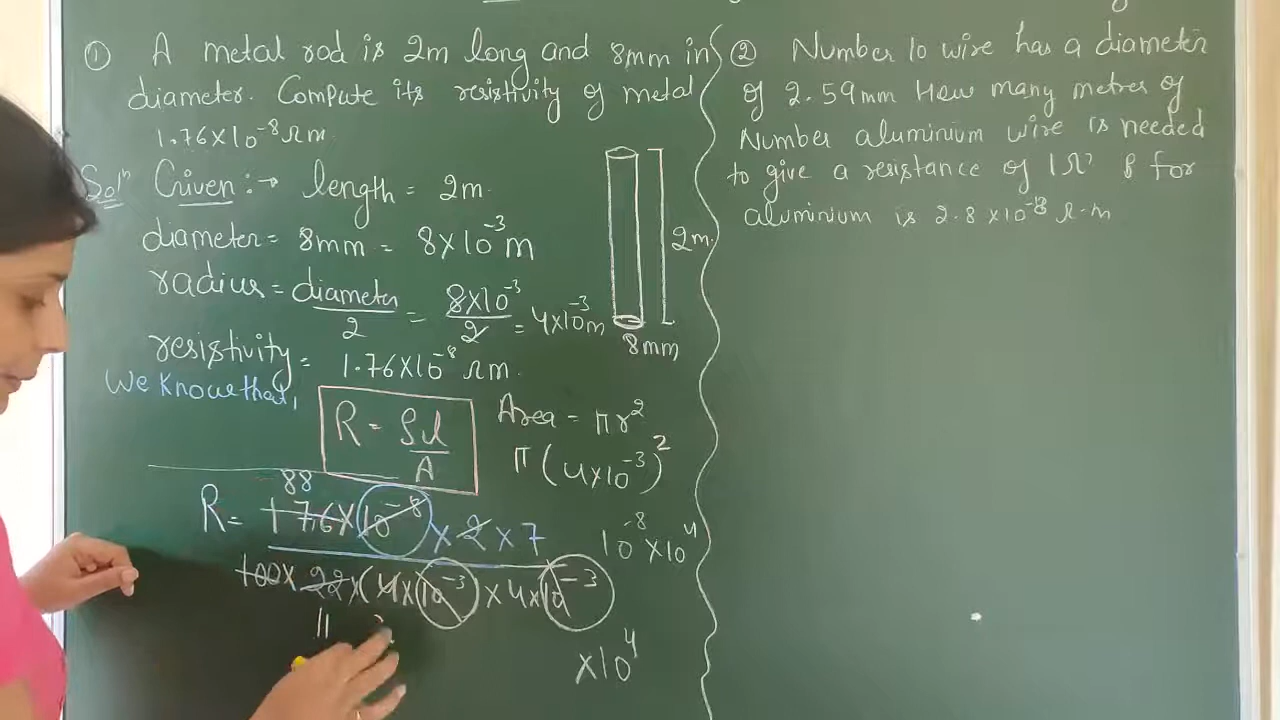 ① A metal rod is 2m long and 8mm in
diameter. Compute its resistivity of metal
1.76×10⁻⁸ Ωm
Solⁿ Given :→ length = 2m
diameter = 8mm = 8×10⁻³m
radius = diameter/2 = 8×10⁻³/2 = 4×10⁻³m
resistivity = 1.76×10⁻⁸ Ωm.
We know that,
R = ρl/A
Area = πr²
π(4×10⁻³)²
88
R = 176×10⁻⁸ × 2 × 7
100×22×(4×10⁻³ × 4×10⁻³
11
10⁻⁸×10⁴
×10⁴
2m.
8mm
② Number 10 wire has a diameter
of 2.59mm How many metres of
Number aluminium wire is needed
to give a resistance of 1Ω ρ for
aluminium is 2.8×10⁻⁸ Ω-m